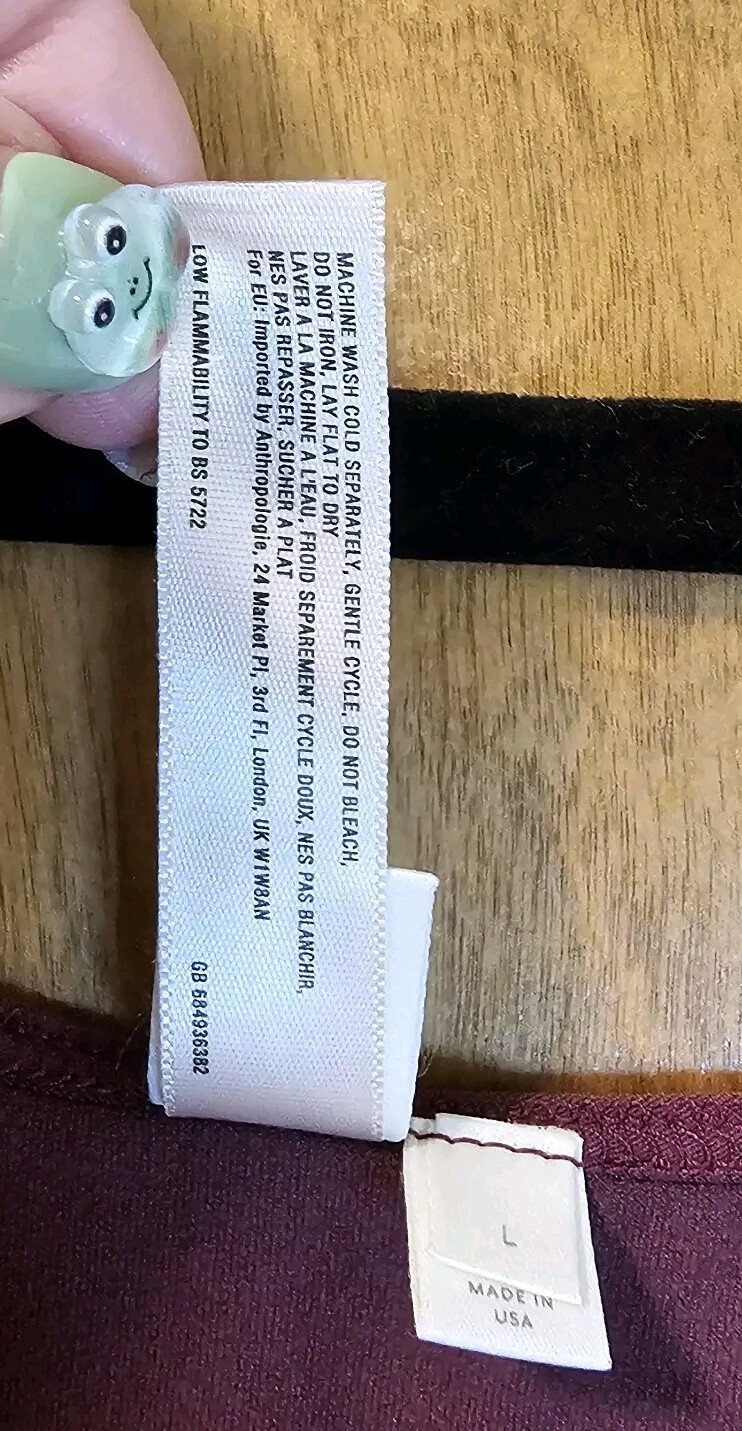 MACHINE WASH COLD SEPARATELY, GENTLE CYCLE, DO NOT BLEACH,
DO NOT IRON, LAY FLAT TO DRY
LAVER A LA MACHINE A L'EAU, FROID SEPAREMENT CYCLE DOUX, NES PAS BLANCHIR,
NES PAS REPASSER, SUCHER A PLAT
For EU: Imported by Anthropologie, 24 Market Pl, 3rd Fl, London, UK W1W8AN
LOW FLAMMABILITY TO BS 5722
GB 684936382
L
MADE IN
USA